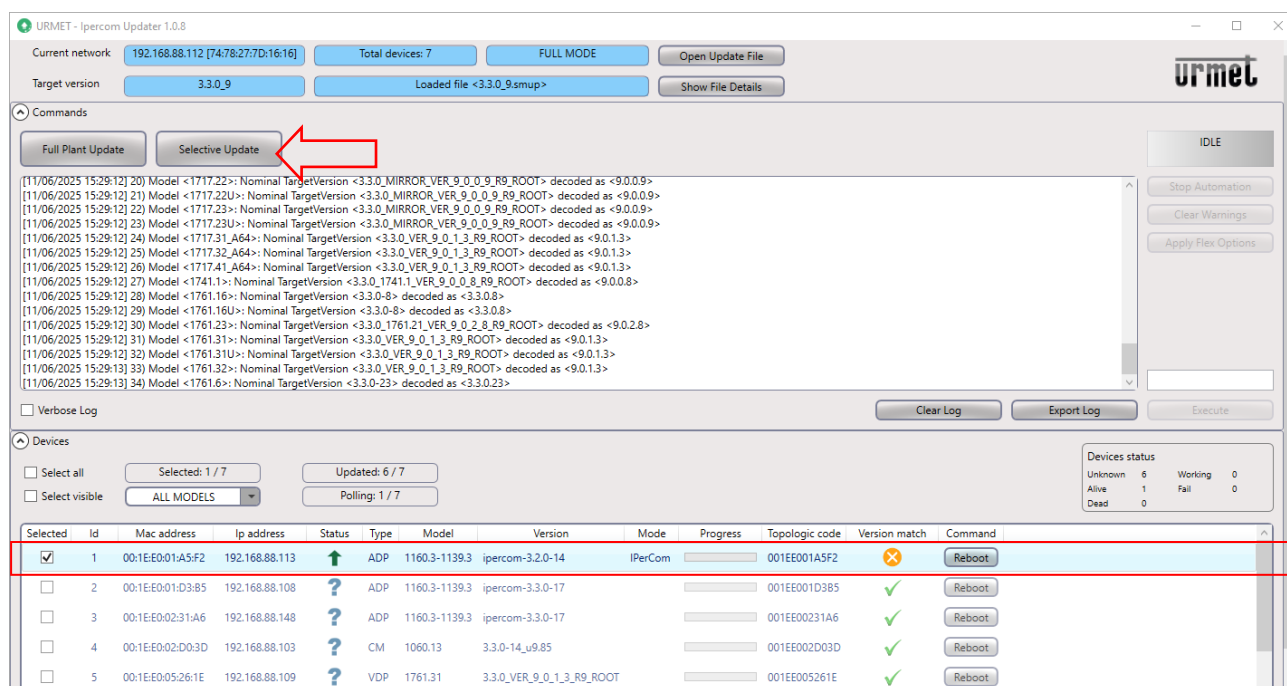 URMET - Ipercom Updater 1.0.8
Current network 192.168.88.112 [74:78:27:7D:16:16] Total devices: 7 FULL MODE Open Update File
urmet
Target version 3.3.0_9 Loaded file <3.3.0_9.smup> Show File Details
Commands
Full Plant Update Selective Update IDLE
[11/06/2025 15:29:12] 20) Model <1717.22>: Nominal TargetVersion <3.3.0_MIRROR_VER_9_0_0_9_R9_ROOT> decoded as <9.0.0.9>
[11/06/2025 15:29:12] 21) Model <1717.22U>: Nominal TargetVersion <3.3.0_MIRROR_VER_9_0_0_9_R9_ROOT> decoded as <9.0.0.9>
[11/06/2025 15:29:12] 22) Model <1717.23>: Nominal TargetVersion <3.3.0_MIRROR_VER_9_0_0_9_R9_ROOT> decoded as <9.0.0.9>
[11/06/2025 15:29:12] 23) Model <1717.23U>: Nominal TargetVersion <3.3.0_MIRROR_VER_9_0_0_9_R9_ROOT> decoded as <9.0.0.9>
[11/06/2025 15:29:12] 24) Model <1717.31_A64>: Nominal TargetVersion <3.3.0_VER_9_0_1_3_R9_ROOT> decoded as <9.0.1.3>
[11/06/2025 15:29:12] 25) Model <1717.32_A64>: Nominal TargetVersion <3.3.0_VER_9_0_1_3_R9_ROOT> decoded as <9.0.1.3>
[11/06/2025 15:29:12] 26) Model <1717.41_A64>: Nominal TargetVersion <3.3.0_VER_9_0_1_3_R9_ROOT> decoded as <9.0.1.3>
[11/06/2025 15:29:12] 27) Model <1741.1>: Nominal TargetVersion <3.3.0_1741.1_VER_9_0_0_8_R9_ROOT> decoded as <9.0.0.8>
[11/06/2025 15:29:12] 28) Model <1761.16>: Nominal TargetVersion <3.3.0-8> decoded as <3.3.0.8>
[11/06/2025 15:29:12] 29) Model <1761.16U>: Nominal TargetVersion <3.3.0-8> decoded as <3.3.0.8>
[11/06/2025 15:29:12] 30) Model <1761.23>: Nominal TargetVersion <3.3.0_1761.21_VER_9_0_2_8_R9_ROOT> decoded as <9.0.2.8>
[11/06/2025 15:29:12] 31) Model <1761.31>: Nominal TargetVersion <3.3.0_VER_9_0_1_3_R9_ROOT> decoded as <9.0.1.3>
[11/06/2025 15:29:12] 32) Model <1761.31U>: Nominal TargetVersion <3.3.0_VER_9_0_1_3_R9_ROOT> decoded as <9.0.1.3>
[11/06/2025 15:29:13] 33) Model <1761.32>: Nominal TargetVersion <3.3.0_VER_9_0_1_3_R9_ROOT> decoded as <9.0.1.3>
[11/06/2025 15:29:13] 34) Model <1761.6>: Nominal TargetVersion <3.3.0-23> decoded as <3.3.0.23>
Stop Automation
Clear Warnings
Apply Flex Options
Verbose Log Clear Log Export Log Execute
Devices
Select all Selected: 1 / 7 Updated: 6 / 7
Select visible ALL MODELS Polling: 1 / 7
Devices status
Unknown 6 Working 0
Alive 1 Fail 0
Dead 0
Selected Id Mac address Ip address Status Type Model Version Mode Progress Topologic code Version match Command
1 00:1E:E0:01:A5:F2 192.168.88.113 ADP 1160.3-1139.3 ipercom-3.2.0-14 IPerCom 001EE001A5F2 Reboot
2 00:1E:E0:01:D3:B5 192.168.88.108 ? ADP 1160.3-1139.3 ipercom-3.3.0-17 001EE001D3B5 Reboot
3 00:1E:E0:02:31:A6 192.168.88.148 ? ADP 1160.3-1139.3 ipercom-3.3.0-17 001EE00231A6 Reboot
4 00:1E:E0:02:D0:3D 192.168.88.103 ? CM 1060.13 3.3.0-14_u9.85 001EE002D03D Reboot
5 00:1E:E0:05:26:1E 192.168.88.109 ? VDP 1761.31 3.3.0_VER_9_0_1_3_R9_ROOT 001EE005261E Reboot